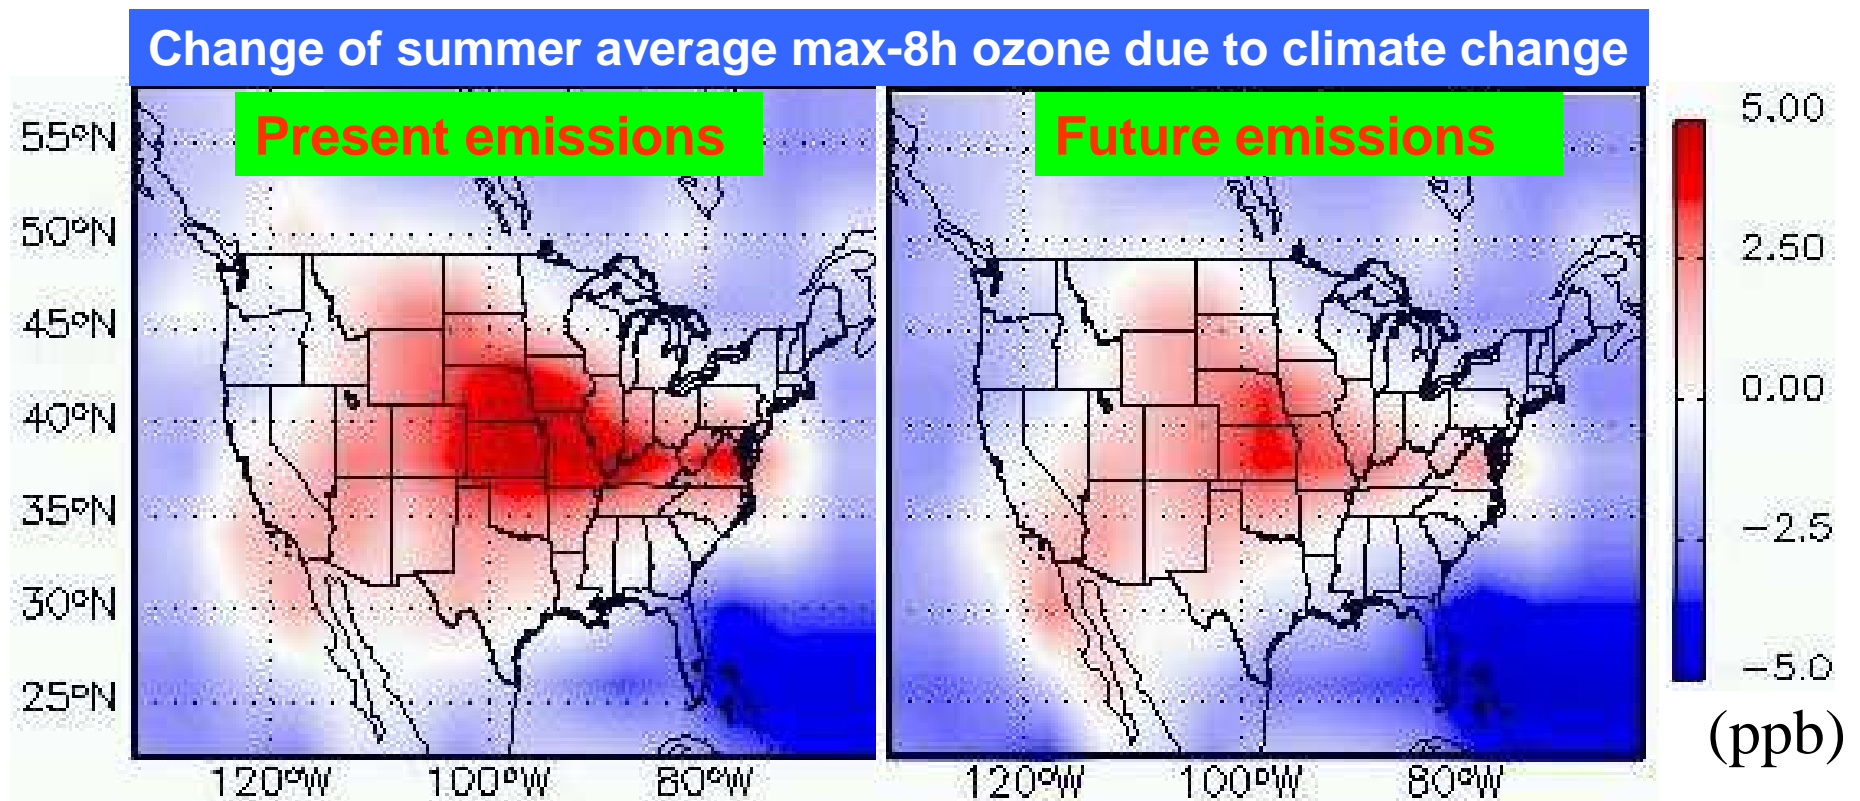 Change of summer average max-8h ozone due to climate change
Present emissions
Future emissions
55°N
50°N
45°N
40°N
35°N
30°N
25°N
120°W 100°W 80°W
120°W 100°W 80°W
5.00
2.50
0.00
-2.5
-5.0
(ppb)